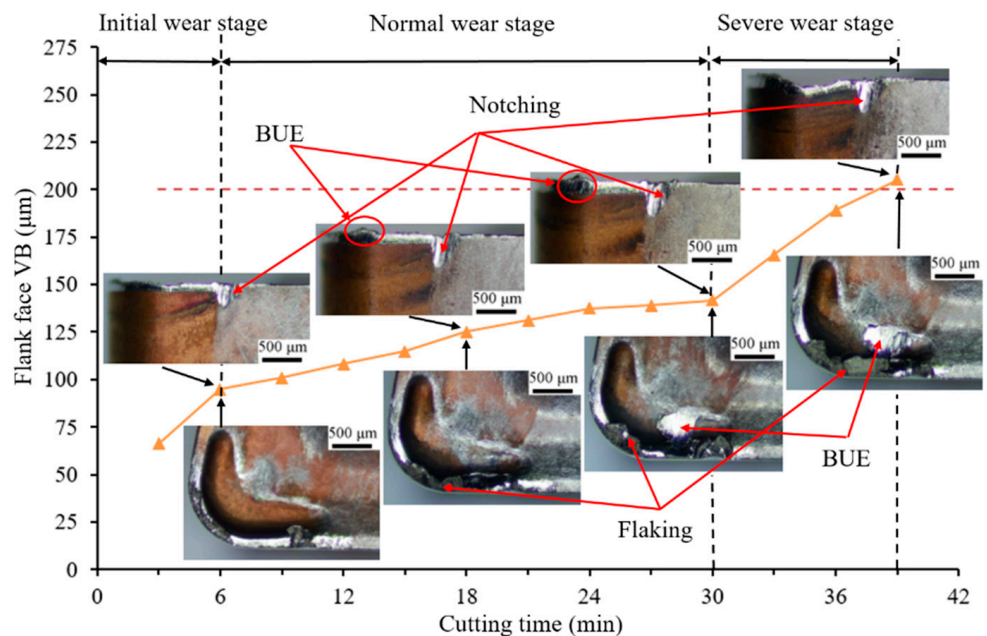 Initial wear stage
Normal wear stage
Severe wear stage
275
250
225
200
175
150
125
100
75
50
25
0
Flank face VB (μm)
Notching
BUE
500 μm
500 μm
500 μm
500 μm
500 μm
500 μm
500 μm
500 μm
BUE
Flaking
0
6
12
18
24
30
36
42
Cutting time (min)